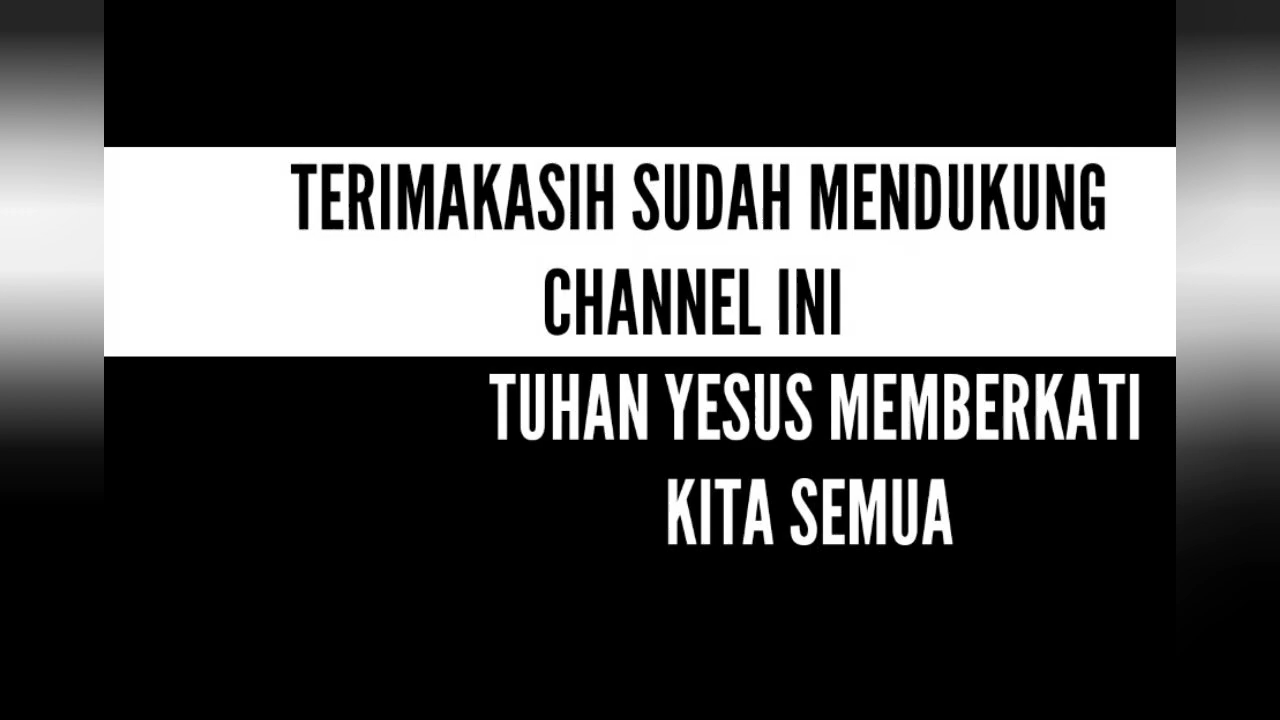 TERIMAKASIH SUDAH MENDUKUNG
CHANNEL INI
TUHAN YESUS MEMBERKATI
KITA SEMUA